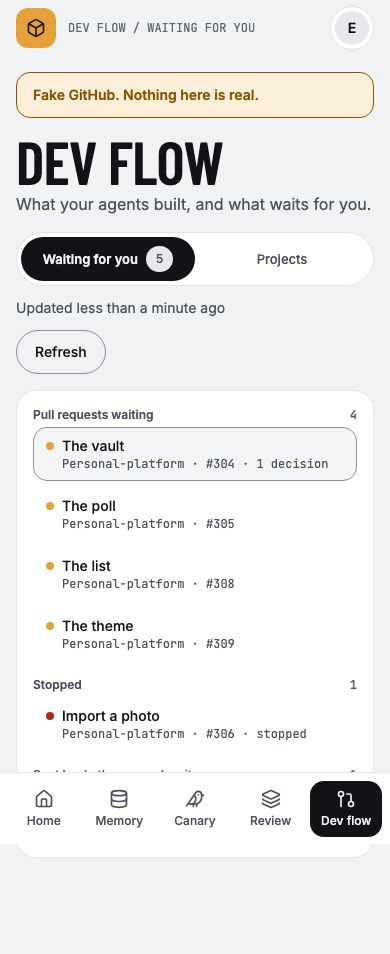 DEV FLOW / WAITING FOR YOU
E
Fake GitHub. Nothing here is real.
DEV FLOW
What your agents built, and what waits for you.
Waiting for you 5
Projects
Updated less than a minute ago
Refresh
Pull requests waiting 4
The vault
Personal-platform · #304 · 1 decision
The poll
Personal-platform · #305
The list
Personal-platform · #308
The theme
Personal-platform · #309
Stopped 1
Import a photo
Personal-platform · #306 · stopped
Home
Memory
Canary
Review
Dev flow